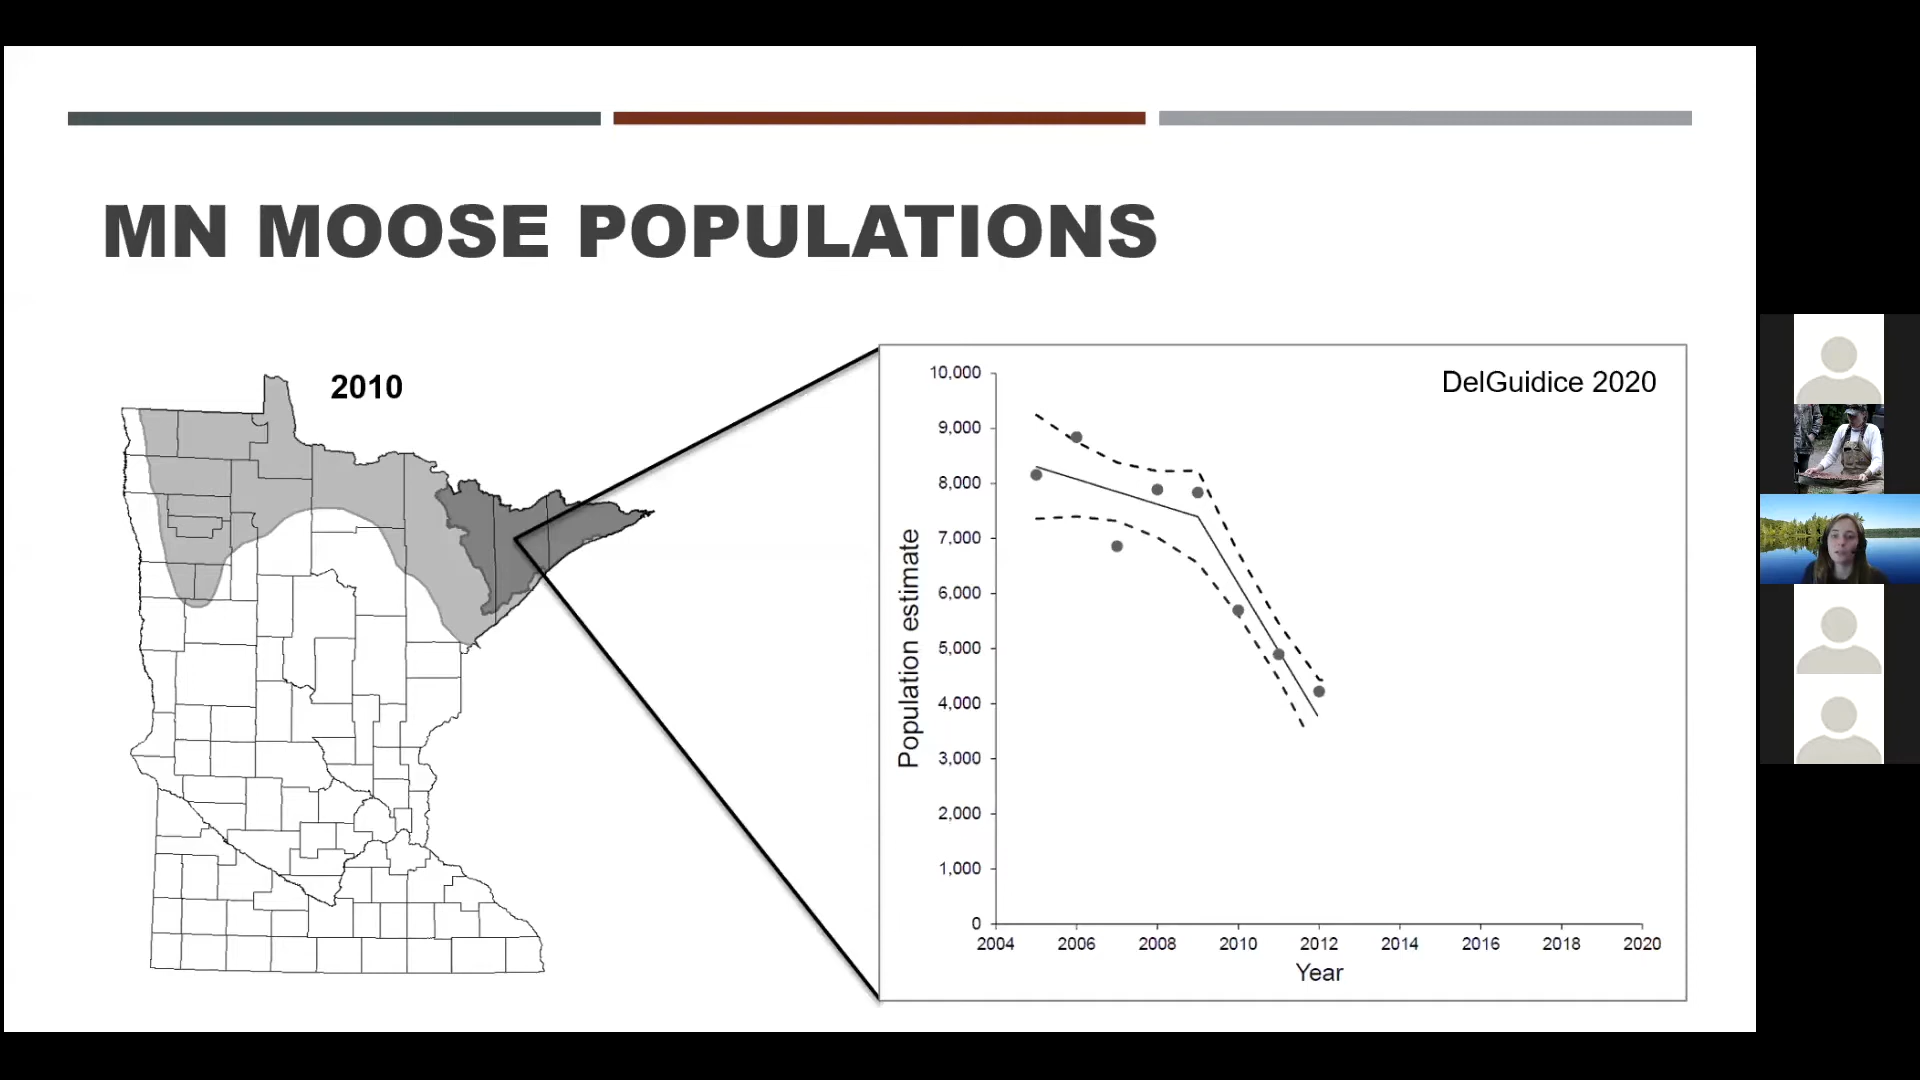 MN MOOSE POPULATIONS
2010
DelGuidice 2020
Population estimate
10,000
9,000
8,000
7,000
6,000
5,000
4,000
3,000
2,000
1,000
0
2004 2006 2008 2010 2012 2014 2016 2018 2020
Year